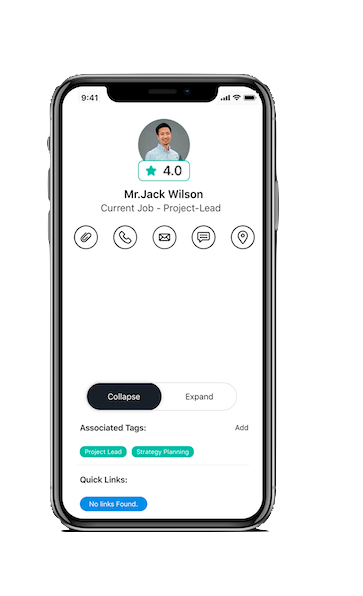 9:41
4.0
Mr.Jack Wilson
Current Job - Project-Lead
Collapse Expand
Associated Tags: Add
Project Lead Strategy Planning
Quick Links:
No links Found.